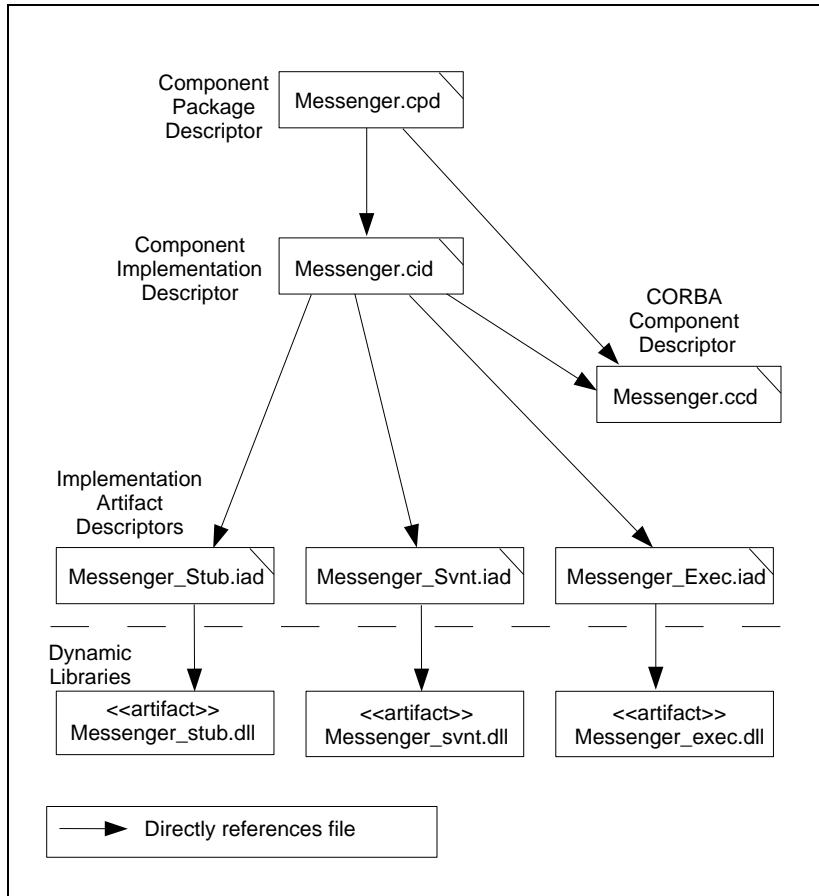 Component
Package
Descriptor
Messenger.cpd
Component
Implementation
Descriptor
Messenger.cid
CORBA
Component
Descriptor
Messenger.ccd
Implementation
Artifact
Descriptors
Messenger_Stub.iad
Messenger_Svnt.iad
Messenger_Exec.iad
Dynamic
Libraries
<<artifact>>
Messenger_stub.dll
<<artifact>>
Messenger_svnt.dll
<<artifact>>
Messenger_exec.dll
Directly references file